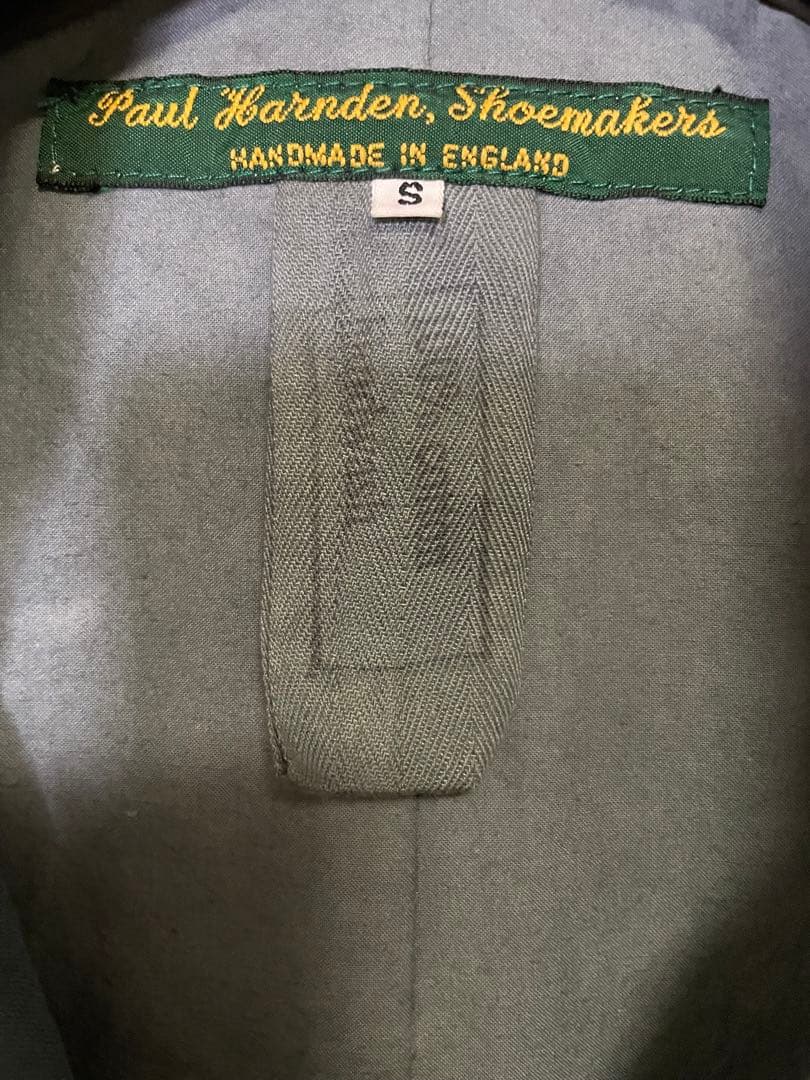 Paul Harnden, Shoemakers
HANDMADE IN ENGLAND
S